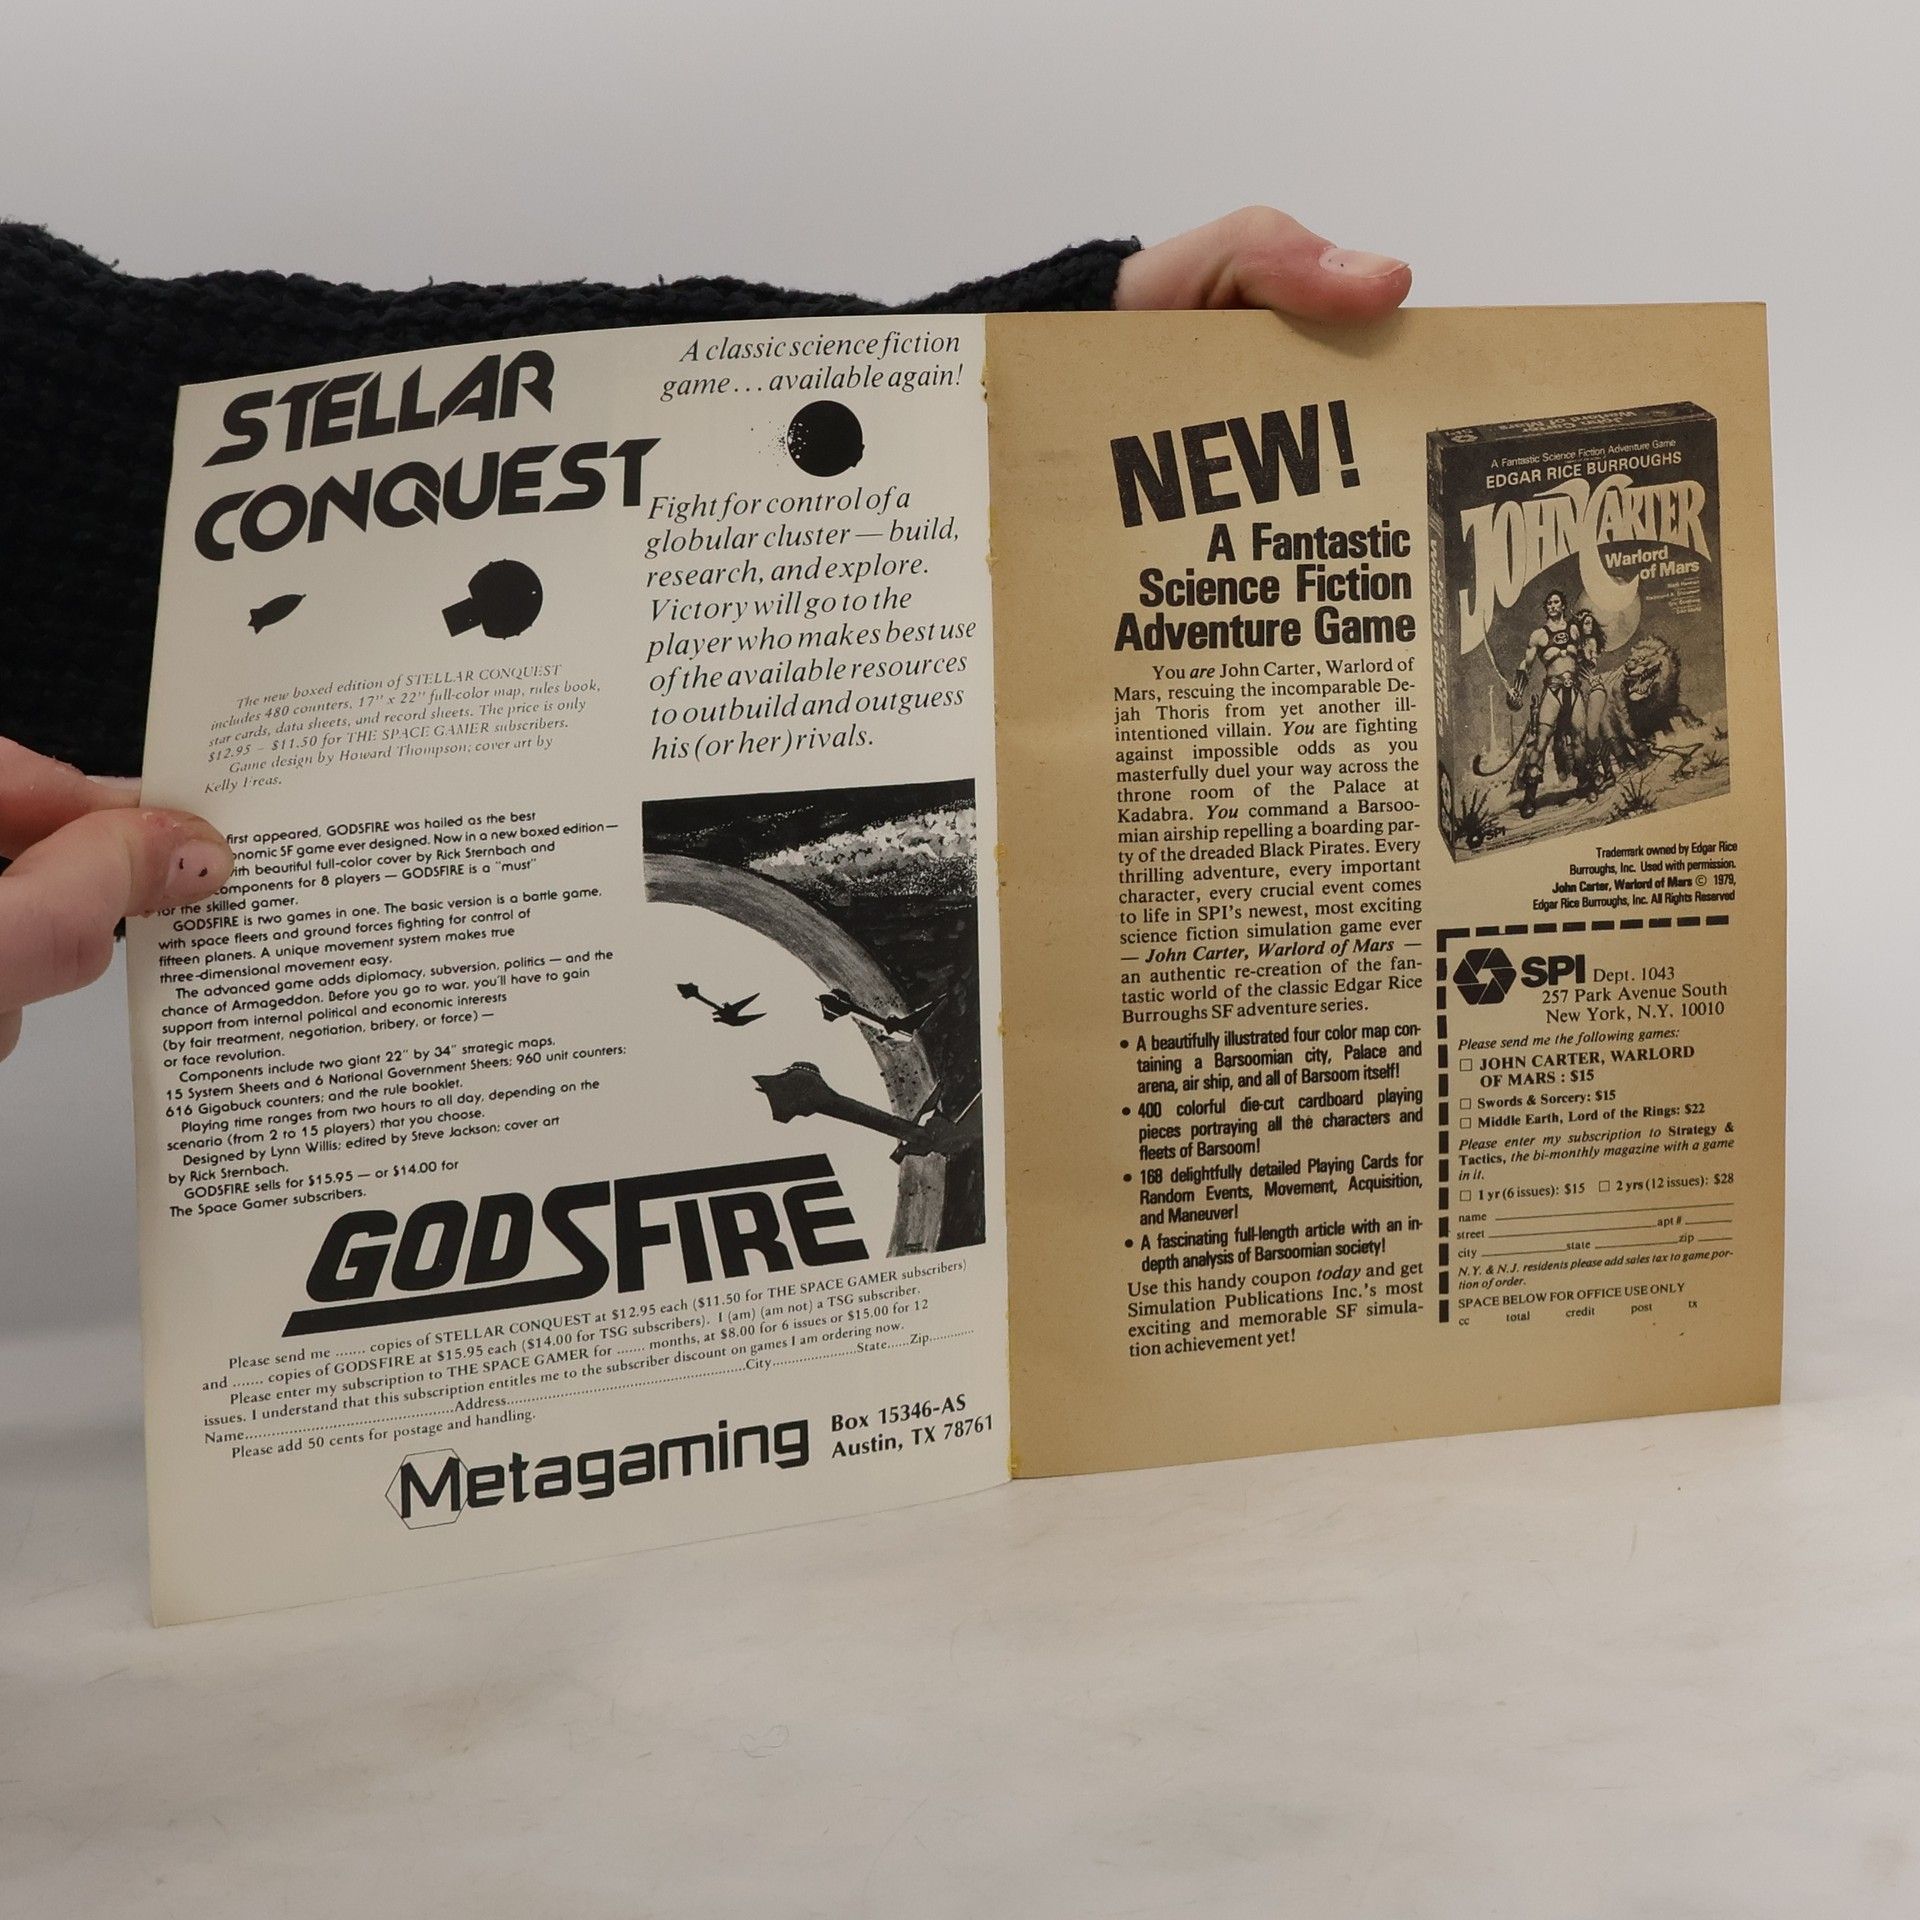 STELLAR
CONQUEST
A classic science fiction
game... available again!
Fight for control of a
globular cluster — build,
research, and explore.
Victory will go to the
player who makes best use
of the available resources
to outbuild and outguess
his (or her) rivals.
The new boxed edition of STELLAR CONQUEST
includes 480 counters, 17" x 22" full-color map, rules book,
star cards, data sheets, and record sheets. The price is only
$12.95 – $11.50 for THE SPACE GAMER subscribers.
Game design by Howard Thompson; cover art by
Kelly Freas.
first appeared, GODSFIRE was hailed as the best
SF game ever designed. Now in a new boxed edition —
with beautiful full-color cover by Rick Sternbach and
components for 8 players — GODSFIRE is a "must"
for the skilled gamer.
GODSFIRE is two games in one. The basic version is a battle game,
with space fleets and ground forces fighting for control of
fifteen planets. A unique movement system makes true
three-dimensional movement easy.
The advanced game adds diplomacy, subversion, politics — and the
chance of Armageddon. Before you go to war, you'll have to gain
support from internal political and economic interests
(by fair treatment, negotiation, bribery, or force) —
or face revolution.
Components include two giant 22" by 34" strategic maps,
15 System Sheets and 6 National Government Sheets; 960 unit counters;
616 Gigabuck counters; and the rule booklet.
Playing time ranges from two hours to all day, depending on the
scenario (from 2 to 15 players) that you choose.
Designed by Lynn Willis; edited by Steve Jackson; cover art
by Rick Sternbach.
GODSFIRE sells for $15.95 — or $14.00 for
The Space Gamer subscribers.
GODSFIRE
Please send me ....... copies of STELLAR CONQUEST at $12.95 each ($11.50 for THE SPACE GAMER subscribers)
and ....... copies of GODSFIRE at $15.95 each ($14.00 for TSG subscribers). I (am) (am not) a TSG subscriber.
Please enter my subscription to THE SPACE GAMER for ....... months, at $8.00 for 6 issues or $15.00 for 12
issues. I understand that this subscription entitles me to the subscriber discount on games I am ordering now.
Name.......................................Address............................................City.....................State......Zip............
Please add 50 cents for postage and handling.
Metagaming
Box 15346-AS
Austin, TX 78761
NEW!
A Fantastic
Science Fiction
Adventure Game
You are John Carter, Warlord of
Mars, rescuing the incomparable De-
jah Thoris from yet another ill-
intentioned villain. You are fighting
against impossible odds as you
masterfully duel your way across the
throne room of the Palace at
Kadabra. You command a Barsoo-
mian airship repelling a boarding par-
ty of the dreaded Black Pirates. Every
thrilling adventure, every important
character, every crucial event comes
to life in SPI's newest, most exciting
science fiction simulation game ever
— John Carter, Warlord of Mars —
an authentic re-creation of the fan-
tastic world of the classic Edgar Rice
Burroughs SF adventure series.
• A beautifully illustrated four color map con-
taining a Barsoomian city, Palace and
arena, air ship, and all of Barsoom itself!
• 400 colorful die-cut cardboard playing
pieces portraying all the characters and
fleets of Barsoom!
• 168 delightfully detailed Playing Cards for
Random Events, Movement, Acquisition,
and Maneuver!
• A fascinating full-length article with an in-
depth analysis of Barsoomian society!
Use this handy coupon today and get
Simulation Publications Inc.'s most
exciting and memorable SF simula-
tion achievement yet!
John Carter
Warlord of Mars
A Fantastic Science Fiction Adventure Game
EDGAR RICE BURROUGHS
JOHN CARTER
Warlord
of Mars
SPI
Trademark owned by Edgar Rice
Burroughs, Inc. Used with permission.
John Carter, Warlord of Mars © 1979,
Edgar Rice Burroughs, Inc. All Rights Reserved
SPI Dept. 1043
257 Park Avenue South
New York, N.Y. 10010
Please send me the following games:
□ JOHN CARTER, WARLORD
OF MARS : $15
□ Swords & Sorcery: $15
□ Middle Earth, Lord of the Rings: $22
Please enter my subscription to Strategy &
Tactics, the bi-monthly magazine with a game
in it.
□ 1 yr (6 issues): $15 □ 2 yrs (12 issues): $28
name
street apt #
city state zip
N.Y. & N.J. residents please add sales tax to game por-
tion of order.
SPACE BELOW FOR OFFICE USE ONLY
cc total credit post tx